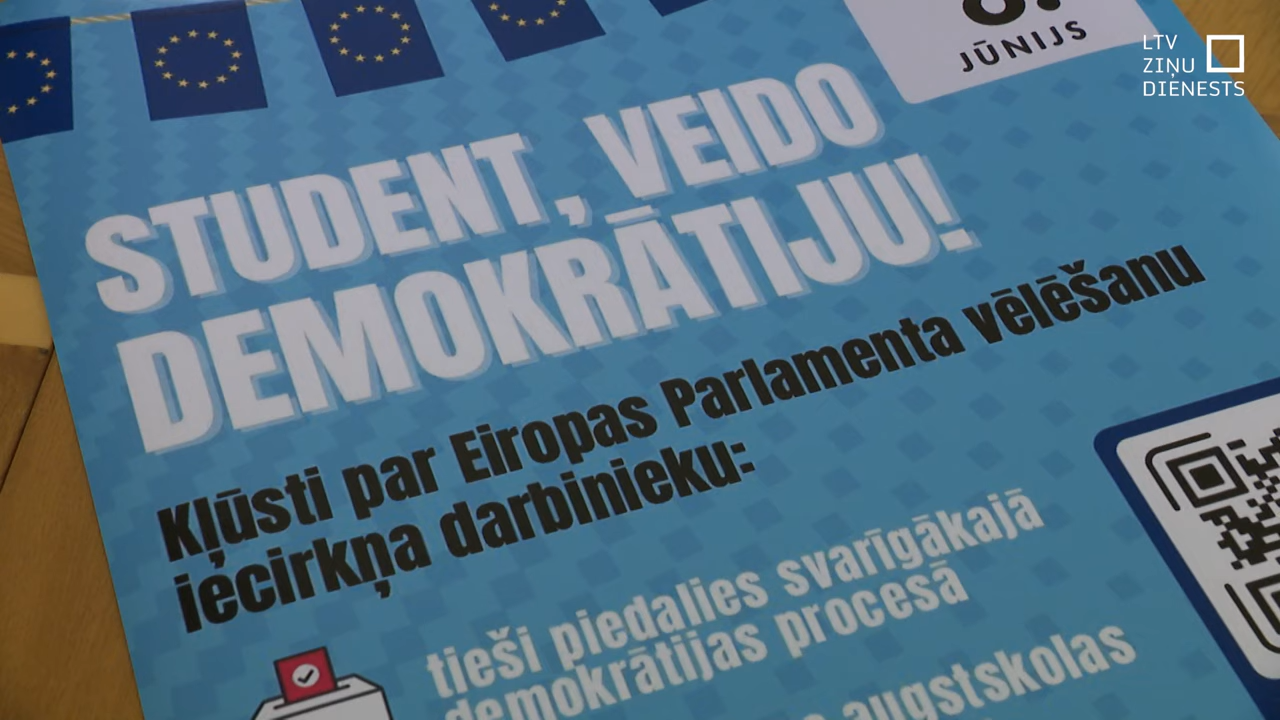 JŪNIJS
LTV
ZIŅU
DIENESTS
STUDENT, VEIDO
DEMOKRĀTIJU!
Kļūsti par Eiropas Parlamenta vēlēšanu
iecirkņa darbinieku:
tieši piedalies svarīgākajā
demokrātijas procesā
augstskolas